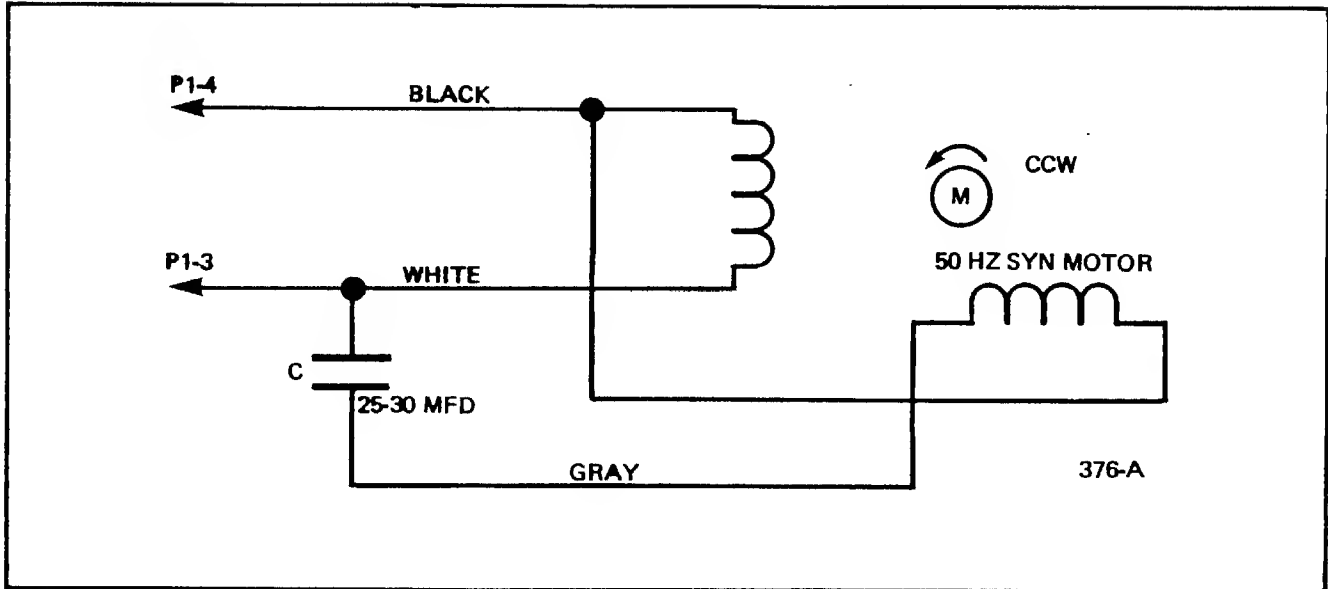 P1-4
BLACK
CCW
M
P1-3
WHITE
50 HZ SYN MOTOR
C
25-30 MFD
GRAY
376-A